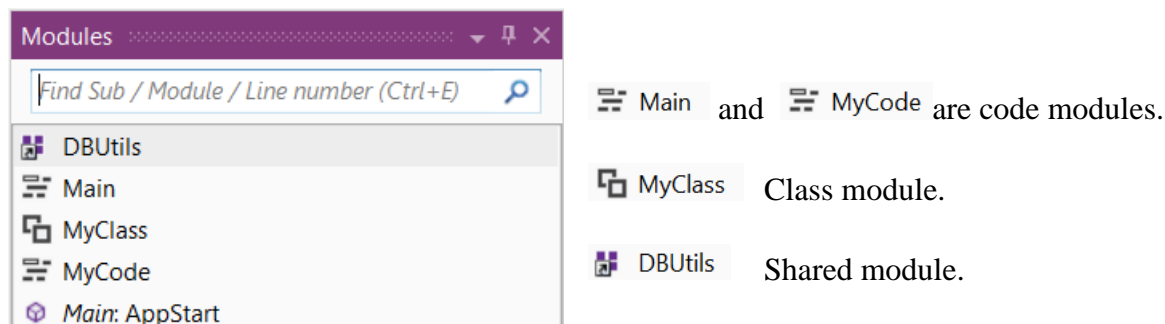 Modules
Find Sub / Module / Line number (Ctrl+E)
DBUtils
Main
MyClass
MyCode
Main: AppStart
Main and MyCode are code modules.
MyClass Class module.
DBUtils Shared module.